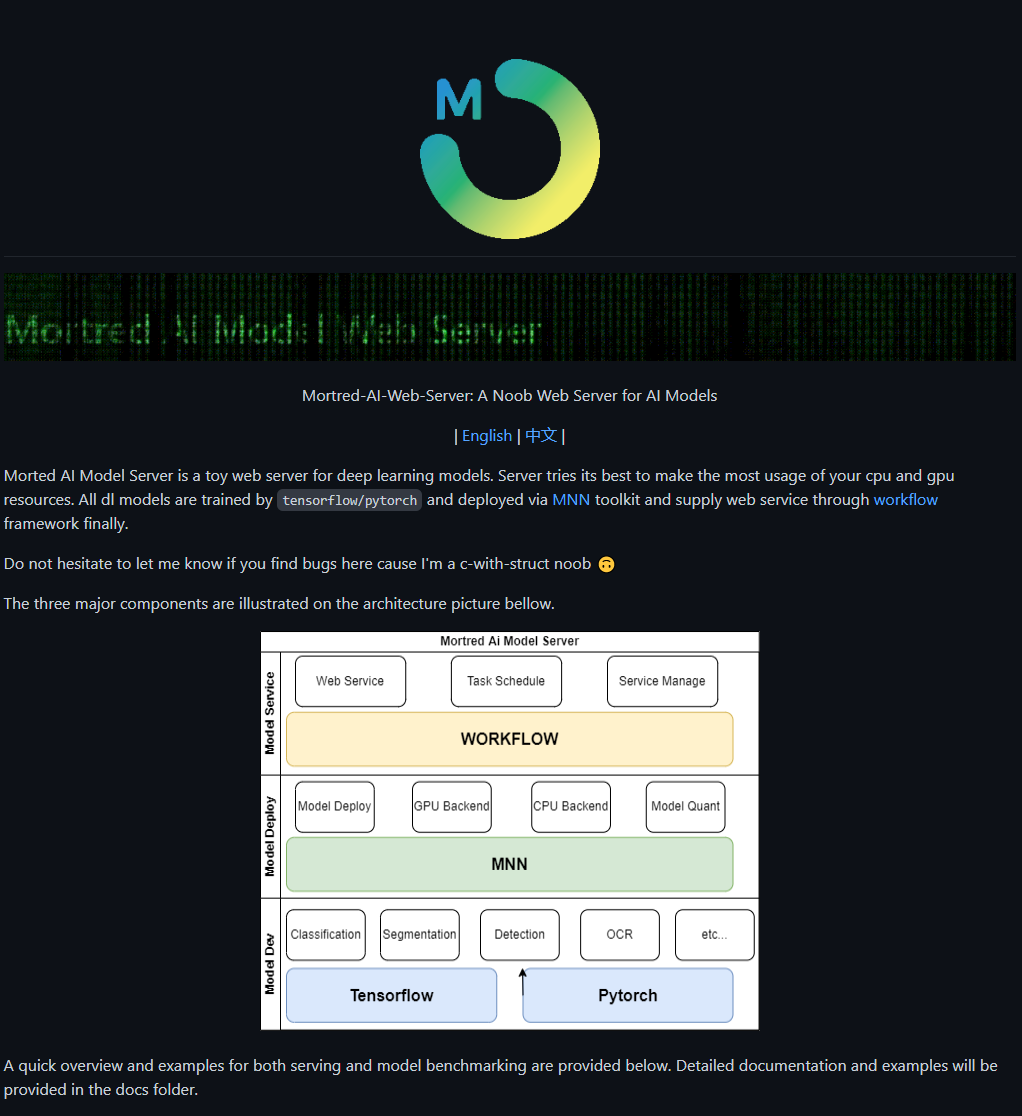 M
Mortred AI Model Web Server
Mortred-AI-Web-Server: A Noob Web Server for AI Models
| English | 中文 |
Morted AI Model Server is a toy web server for deep learning models. Server tries its best to make the most usage of your cpu and gpu
resources. All dl models are trained by tensorflow/pytorch and deployed via MNN toolkit and supply web service through workflow
framework finally.
Do not hesitate to let me know if you find bugs here cause I'm a c-with-struct noob 🙃
The three major components are illustrated on the architecture picture bellow.
Mortred Ai Model Server
Model Service
Web Service
Task Schedule
Service Manage
WORKFLOW
Model Deploy
Model Deploy
GPU Backend
CPU Backend
Model Quant
MNN
Model Dev
Classification
Segmentation
Detection
OCR
etc...
Tensorflow
Pytorch
A quick overview and examples for both serving and model benchmarking are provided below. Detailed documentation and examples will be
provided in the docs folder.